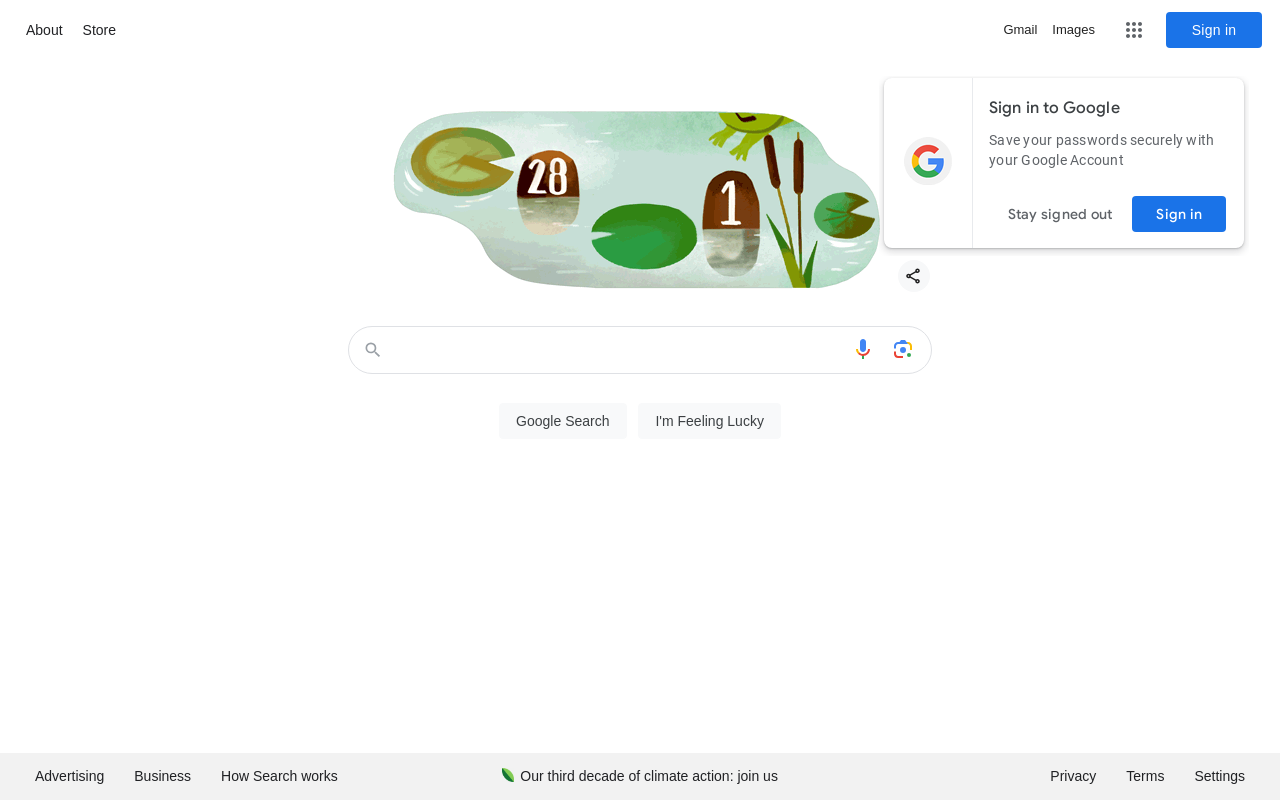 About Store
Gmail Images Sign in
28 1
Sign in to Google
Save your passwords securely with
your Google Account
Stay signed out Sign in
Google Search I'm Feeling Lucky
Advertising Business How Search works
Our third decade of climate action: join us
Privacy Terms Settings